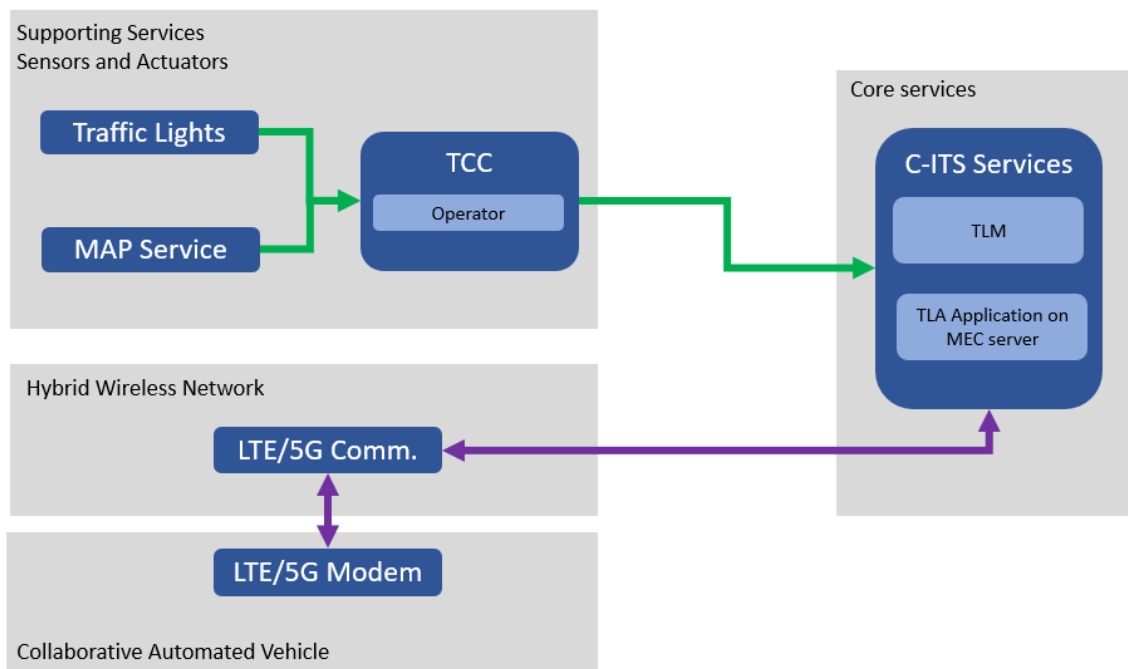 Supporting Services
Sensors and Actuators
Traffic Lights
MAP Service
TCC
Operator
Core services
C-ITS Services
TLM
TLA Application on
MEC server
Hybrid Wireless Network
LTE/5G Comm.
LTE/5G Modem
Collaborative Automated Vehicle